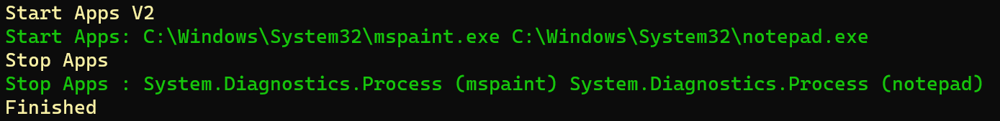 Start Apps V2
Start Apps: C:\Windows\System32\mspaint.exe C:\Windows\System32\notepad.exe
Stop Apps
Stop Apps : System.Diagnostics.Process (mspaint) System.Diagnostics.Process (notepad)
Finished